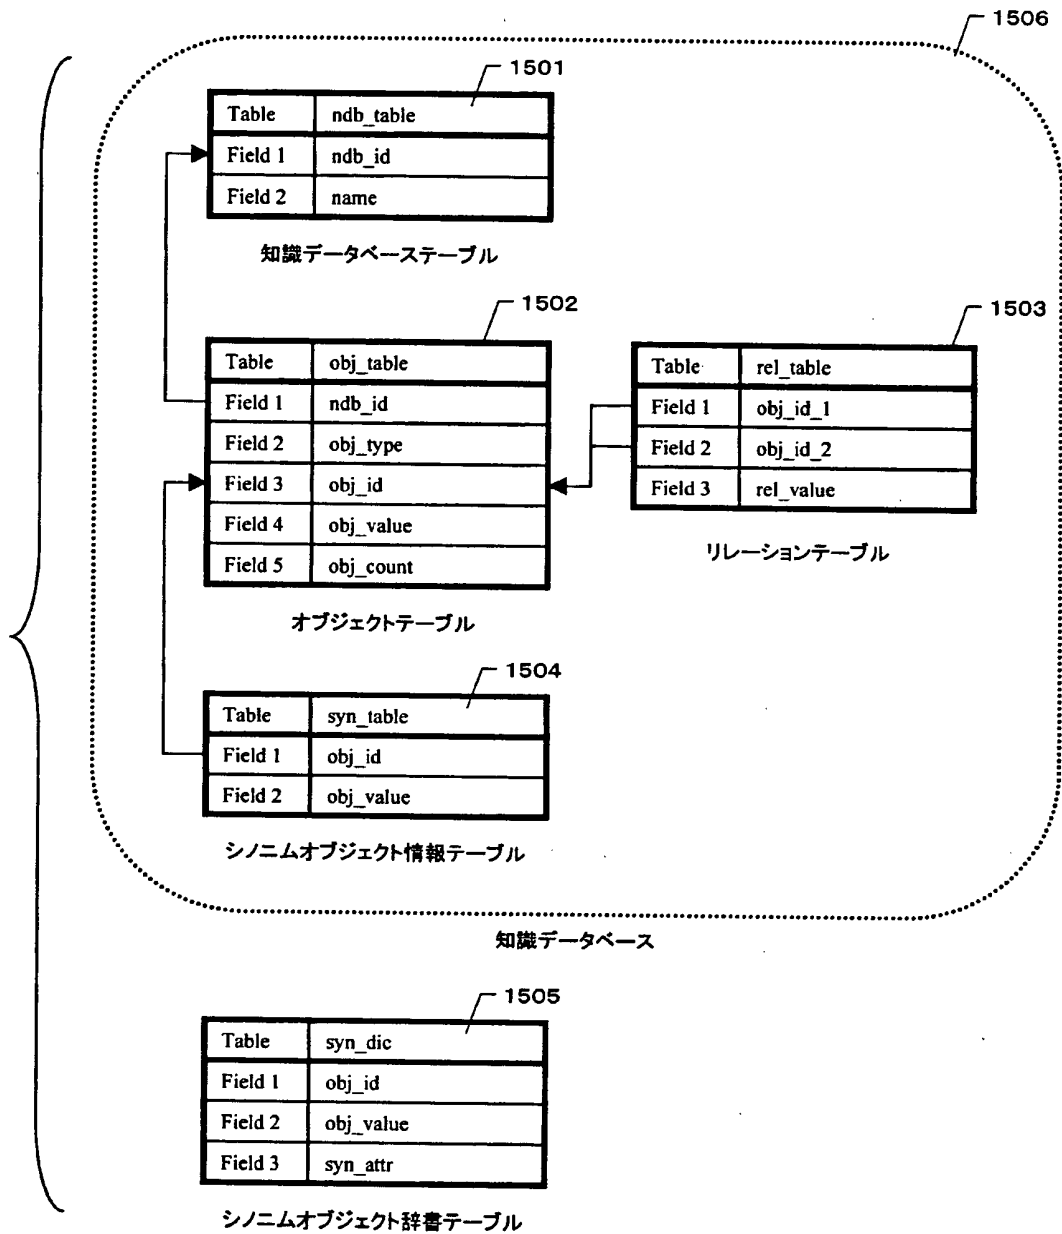 1506
1501
Table ndb_table
Field 1 ndb_id
Field 2 name
知識データベーステーブル
1502
Table obj_table
Field 1 ndb_id
Field 2 obj_type
Field 3 obj_id
Field 4 obj_value
Field 5 obj_count
オブジェクトテーブル
1503
Table rel_table
Field 1 obj_id_1
Field 2 obj_id_2
Field 3 rel_value
リレーションテーブル
1504
Table syn_table
Field 1 obj_id
Field 2 obj_value
シノニムオブジェクト情報テーブル
知識データベース
1505
Table syn_dic
Field 1 obj_id
Field 2 obj_value
Field 3 syn_attr
シノニムオブジェクト辞書テーブル